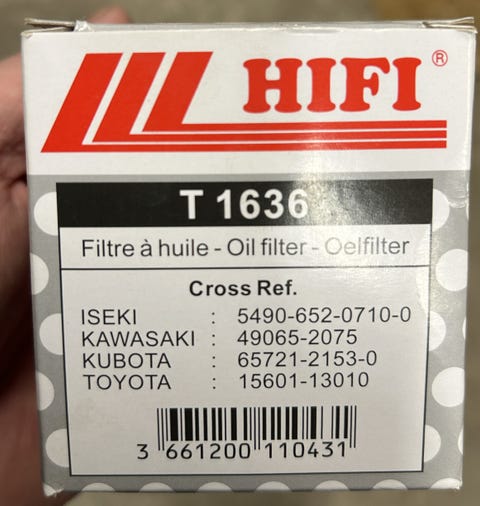 HIFI®
T 1636
Filtre à huile - Oil filter - Oelfilter
Cross Ref.
ISEKI : 5490-652-0710-0
KAWASAKI : 49065-2075
KUBOTA : 65721-2153-0
TOYOTA : 15601-13010
3 661200 110431